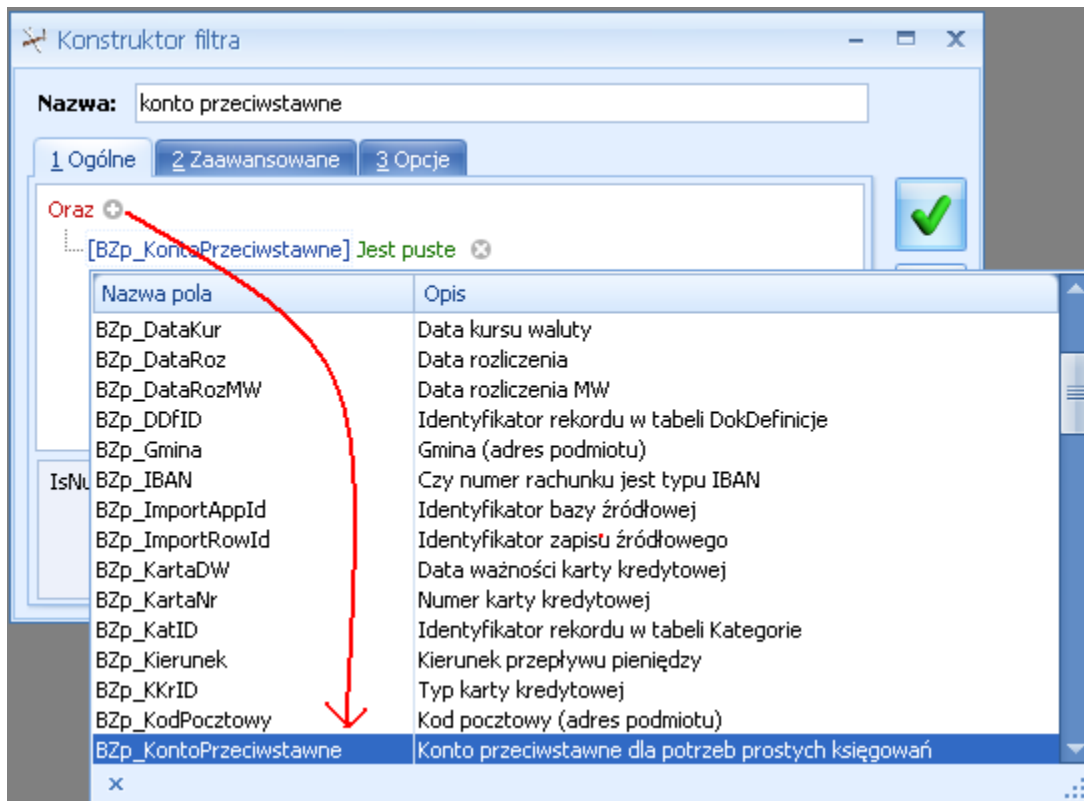 Konstruktor filtra
Nazwa: konto przeciwstawne
1 Ogólne 2 Zaawansowane 3 Opcje
Oraz
[BZp_KontoPrzeciwstawne] Jest puste
Nazwa pola Opis
BZp_DataKur Data kursu waluty
BZp_DataRoz Data rozliczenia
BZp_DataRozMW Data rozliczenia MW
BZp_DDfID Identyfikator rekordu w tabeli DokDefinicje
BZp_Gmina Gmina (adres podmiotu)
IsNu BZp_IBAN Czy numer rachunku jest typu IBAN
BZp_ImportAppId Identyfikator bazy źródłowej
BZp_ImportRowId Identyfikator zapisu źródłowego
BZp_KartaDW Data ważności karty kredytowej
BZp_KartaNr Numer karty kredytowej
BZp_KatID Identyfikator rekordu w tabeli Kategorie
BZp_Kierunek Kierunek przepływu pieniędzy
BZp_KKrID Typ karty kredytowej
BZp_KodPocztowy Kod pocztowy (adres podmiotu)
BZp_KontoPrzeciwstawne Konto przeciwstawne dla potrzeb prostych księgowań